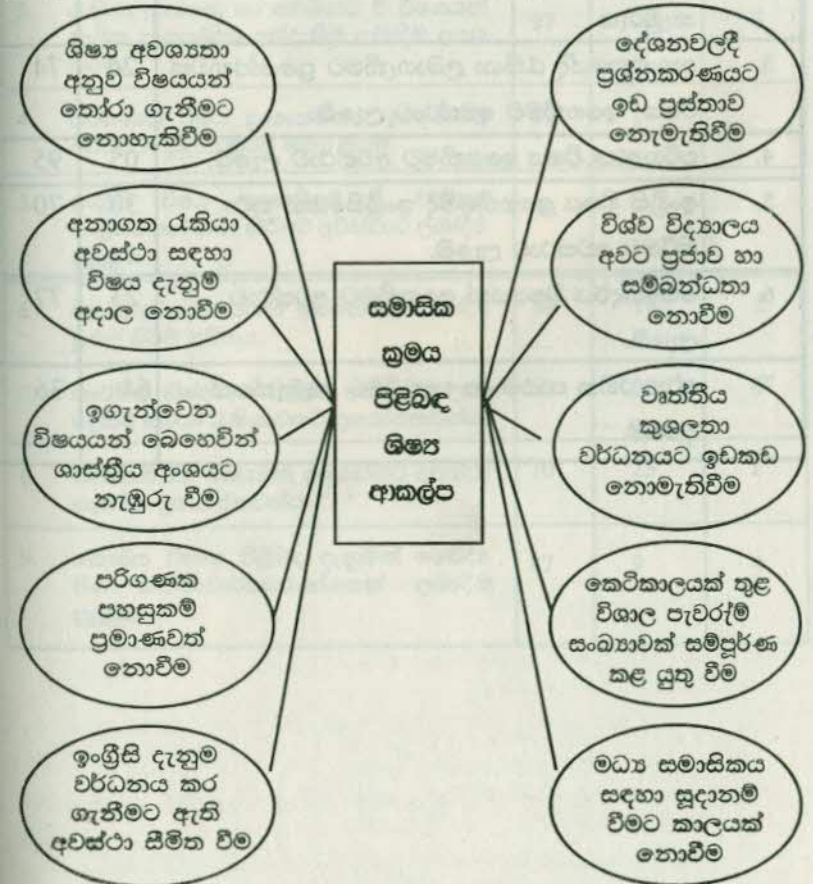 ශිෂ්‍ය අවශ්‍යතා
අනුව විෂයයන්
තෝරා ගැනීමට
නොහැකිවීම
අනාගත රැකියා
අවස්ථා සඳහා
විෂය දැනුම
අදාල නොවීම
ඉගැන්වෙන
විෂයයන් බෙහෙවින්
ශාස්ත්‍රීය අංශයට
නැඹුරු වීම
පරිගණක
පහසුකම්
ප්‍රමාණවත්
නොවීම
ඉංග්‍රීසි දැනුම
වර්ධනය කර
ගැනීමට ඇති
අවස්ථා සීමිත වීම
සමාසික
ක්‍රමය
පිළිබඳ
ශිෂ්‍ය
ආකල්ප
දේශනවලදී
ප්‍රශ්නකරණයට
ඉඩ ප්‍රස්තාව
නැමැතිවීම
විශ්ව විද්‍යාලය
අවට ප්‍රජාව හා
සම්බන්ධතා
නොවීම
වෘත්තීය
කුශලතා
වර්ධනයට ඉඩකඩ
නොමැතිවීම
කෙටිකාලයක් තුළ
විශාල පැවරුම්
සංඛ්‍යාවක් සම්පූර්ණ
කළ යුතු වීම
මධ්‍ය සමාසිකය
සඳහා සූදානම්
වීමට කාලයක්
නොවීම